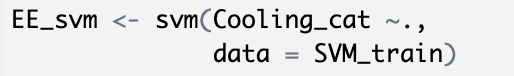 EE_svm <- svm(Cooling_cat ~.,
data = SVM_train)